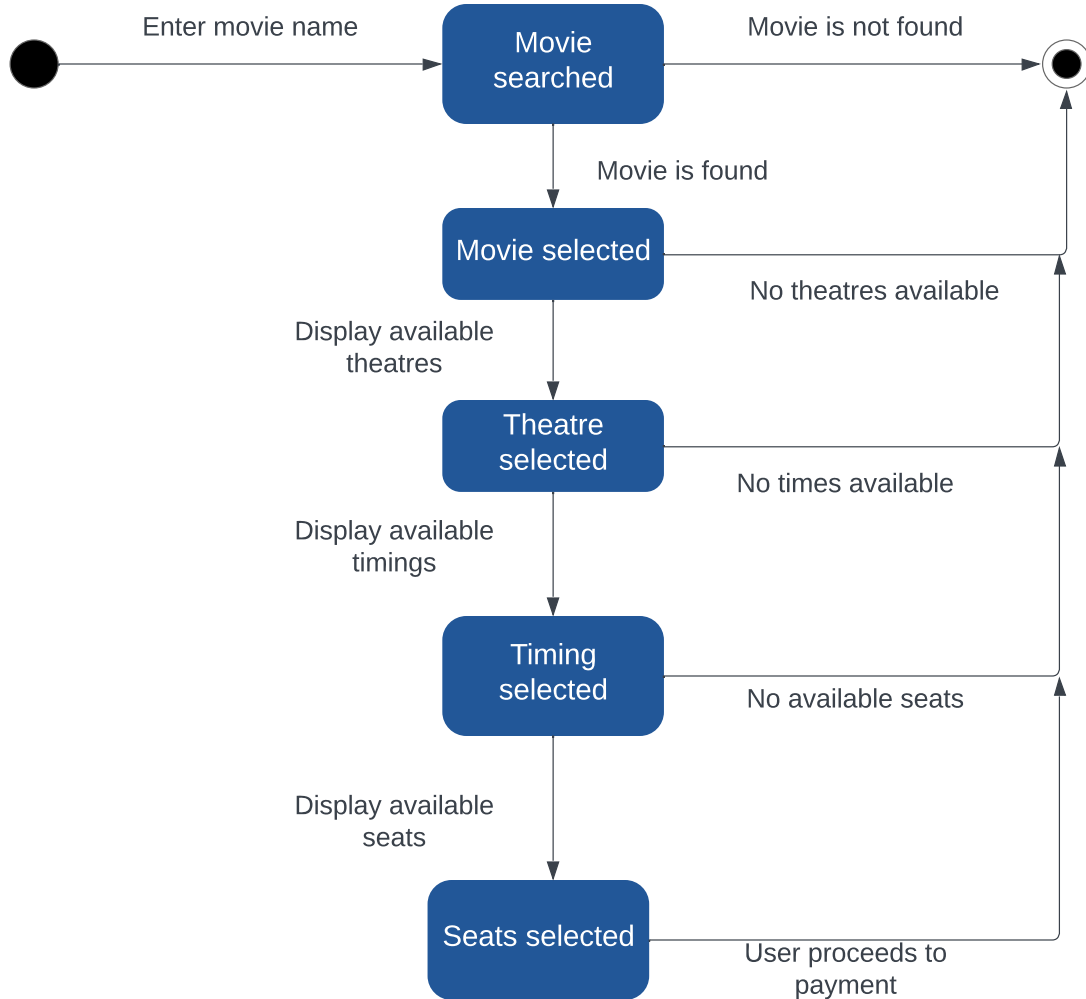 Enter movie name
Movie
searched
Movie is not found
Movie is found
Movie selected
No theatres available
Display available
theatres
Theatre
selected
No times available
Display available
timings
Timing
selected
No available seats
Display available
seats
Seats selected
User proceeds to
payment